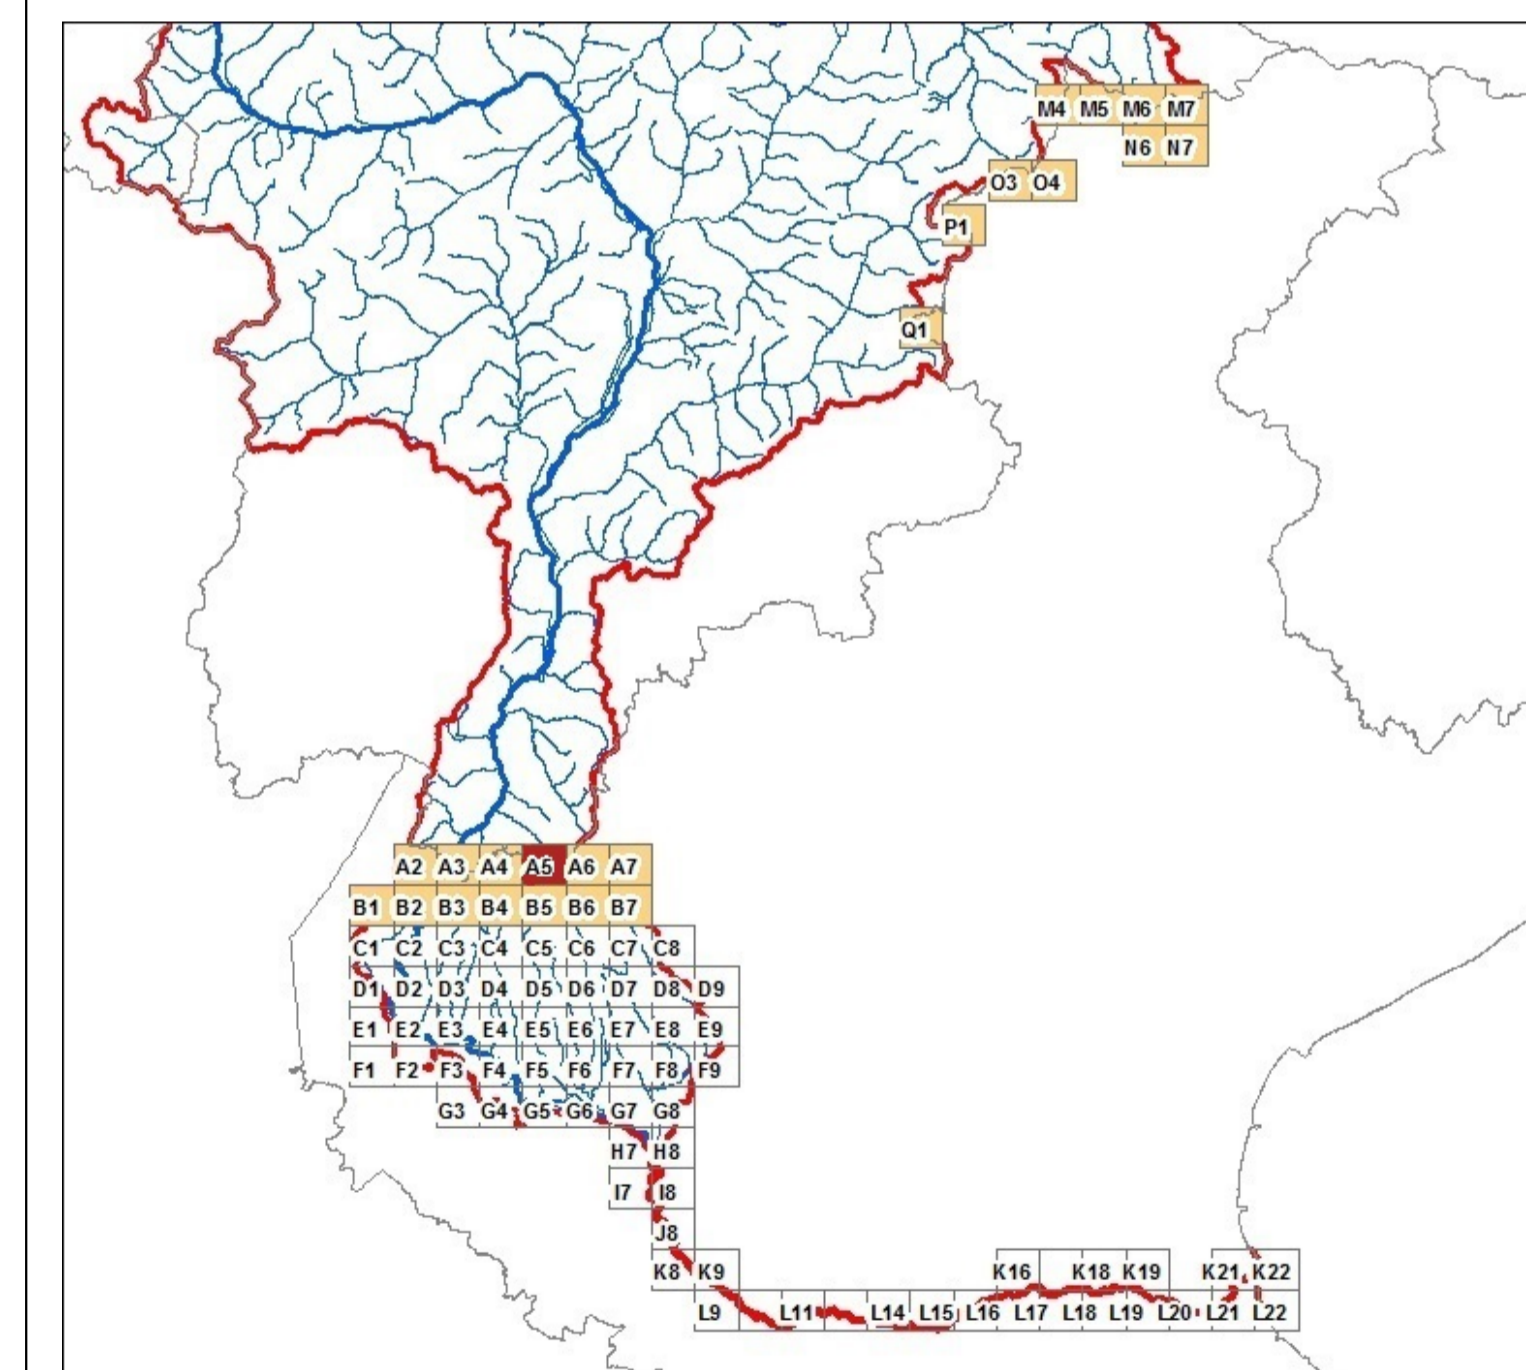 M4 M5 M6 M7
N6 N7
O3 O4
P1
Q1
A2 A3 A4 A5 A6 A7
B1 B2 B3 B4 B5 B6 B7
C1 C2 C3 C4 C5 C6 C7 C8
D1 D2 D3 D4 D5 D6 D7 D8 D9
E1 E2 E3 E4 E5 E6 E7 E8 E9
F1 F2 F3 F4 F5 F6 F7 F8 F9
G3 G4 G5 G6 G7 G8
H7 H8
I7 I8
J8
K8 K9 K16 K18 K19 K21 K22
L9 L11 L14 L15 L16 L17 L18 L19 L20 L21 L22